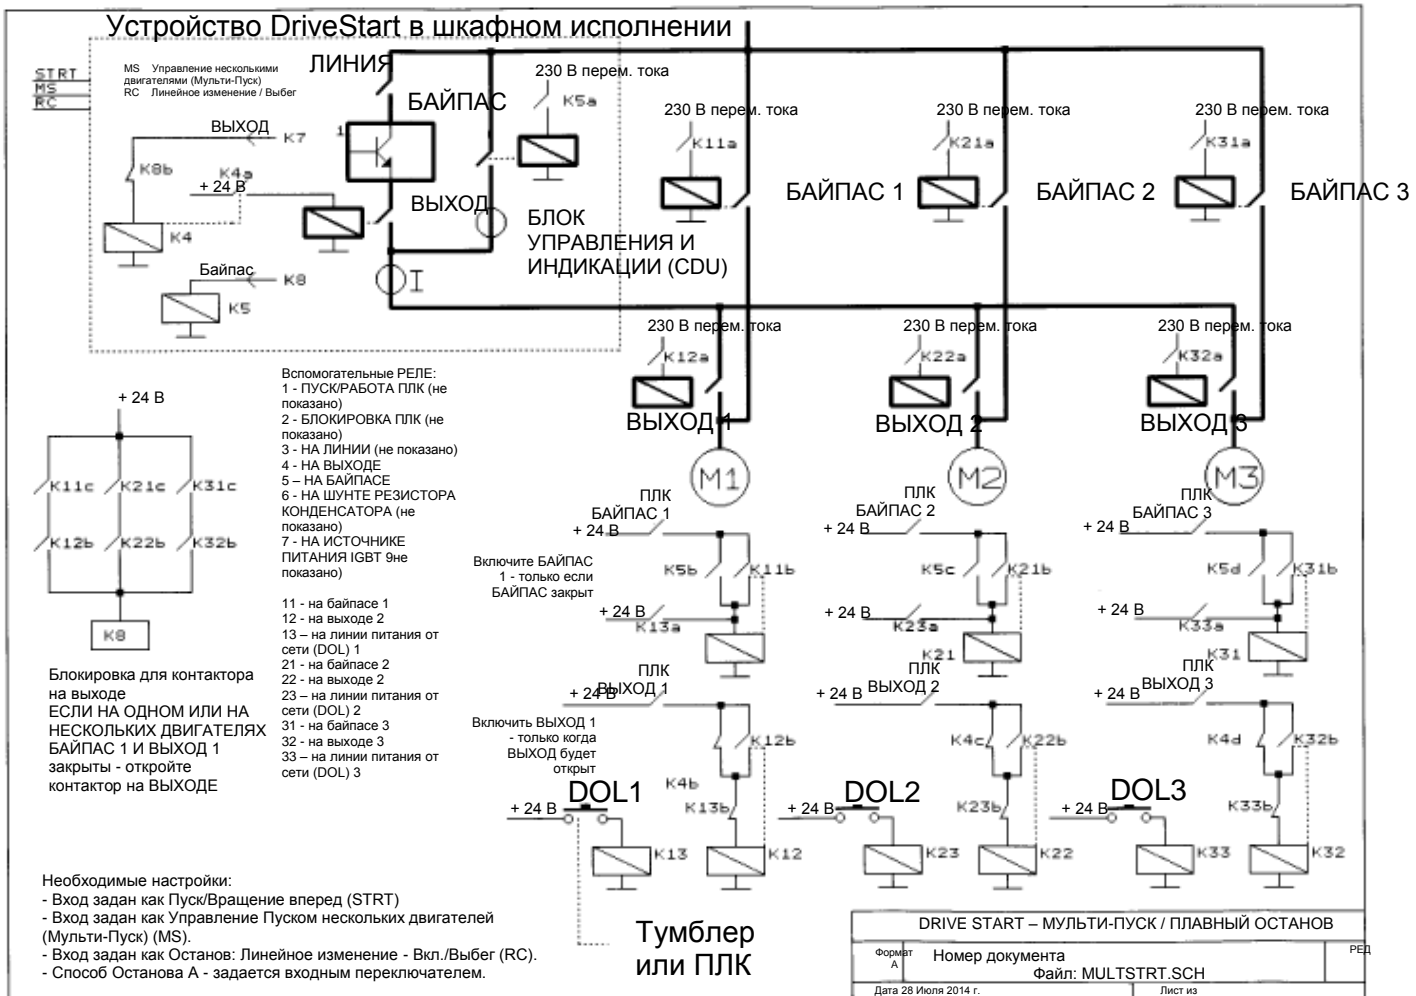 Устройство DriveStart в шкафном исполнении
STRT
MS
RC
MS Управление несколькими
двигателями (Мульти-Пуск)
RC Линейное изменение / Выбег
ЛИНИЯ
БАЙПАС
230 В перем. тока
K5a
1
ВЫХОД
K7
K8b
K4a
+ 24 В
K4
ВЫХОД
БЛОК
УПРАВЛЕНИЯ И
ИНДИКАЦИИ (CDU)
I
Байпас
K8
K5
230 В перем. тока
K11a
БАЙПАС 1
230 В перем. тока
K21a
БАЙПАС 2
230 В перем. тока
K31a
БАЙПАС 3
230 В перем. тока
K12a
ВЫХОД 1
M1
230 В перем. тока
K22a
ВЫХОД 2
M2
230 В перем. тока
K32a
ВЫХОД 3
M3
+ 24 В
K11c
K21c
K31c
K12b
K22b
K32b
K8
Блокировка для контактора
на выходе
ЕСЛИ НА ОДНОМ ИЛИ НА
НЕСКОЛЬКИХ ДВИГАТЕЛЯХ
БАЙПАС 1 И ВЫХОД 1
закрыты - откройте
контактор на ВЫХОДЕ
Вспомогательные РЕЛЕ:
1 - ПУСК/РАБОТА ПЛК (не
показано)
2 - БЛОКИРОВКА ПЛК (не
показано)
3 - НА ЛИНИИ (не показано)
4 - НА ВЫХОДЕ
5 – НА БАЙПАСЕ
6 - НА ШУНТЕ РЕЗИСТОРА
КОНДЕНСАТОРА (не
показано)
7 - НА ИСТОЧНИКЕ
ПИТАНИЯ IGBT 9не
показано)
11 - на байпасе 1
12 - на выходе 2
13 – на линии питания от
сети (DOL) 1
21 - на байпасе 2
22 - на выходе 2
23 – на линии питания от
сети (DOL) 2
31 - на байпасе 3
32 - на выходе 3
33 – на линии питания от
сети (DOL) 3
ПЛК
БАЙПАС 1
+ 24 В
Включите БАЙПАС
1 - только если
БАЙПАС закрыт
K5b
K11b
+ 24 В
K13a
ПЛК
ВЫХОД 1
+ 24 В
Включить ВЫХОД 1
- только когда
ВЫХОД будет
открыт
K12b
K4b
DOL1
+ 24 В
K13b
K13
K12
ПЛК
БАЙПАС 2
+ 24 В
K5c
K21b
+ 24 В
K23a
K21
ПЛК
ВЫХОД 2
+ 24 В
K4c
K22b
DOL2
+ 24 В
K23b
K23
K22
ПЛК
БАЙПАС 3
+ 24 В
K5d
K31b
+ 24 В
K33a
K31
ПЛК
ВЫХОД 3
+ 24 В
K4d
K32b
DOL3
+ 24 В
K33b
K33
K32
Тумблер
или ПЛК
Необходимые настройки:
- Вход задан как Пуск/Вращение вперед (STRT)
- Вход задан как Управление Пуском нескольких двигателей
(Мульти-Пуск) (MS).
- Вход задан как Останов: Линейное изменение - Вкл./Выбег (RC).
- Способ Останова А - задается входным переключателем.
DRIVE START – МУЛЬТИ-ПУСК / ПЛАВНЫЙ ОСТАНОВ
Формат
А
Номер документа
РЕД
Файл: MULTSTRT.SCH
Дата 28 Июля 2014 г.
Лист из